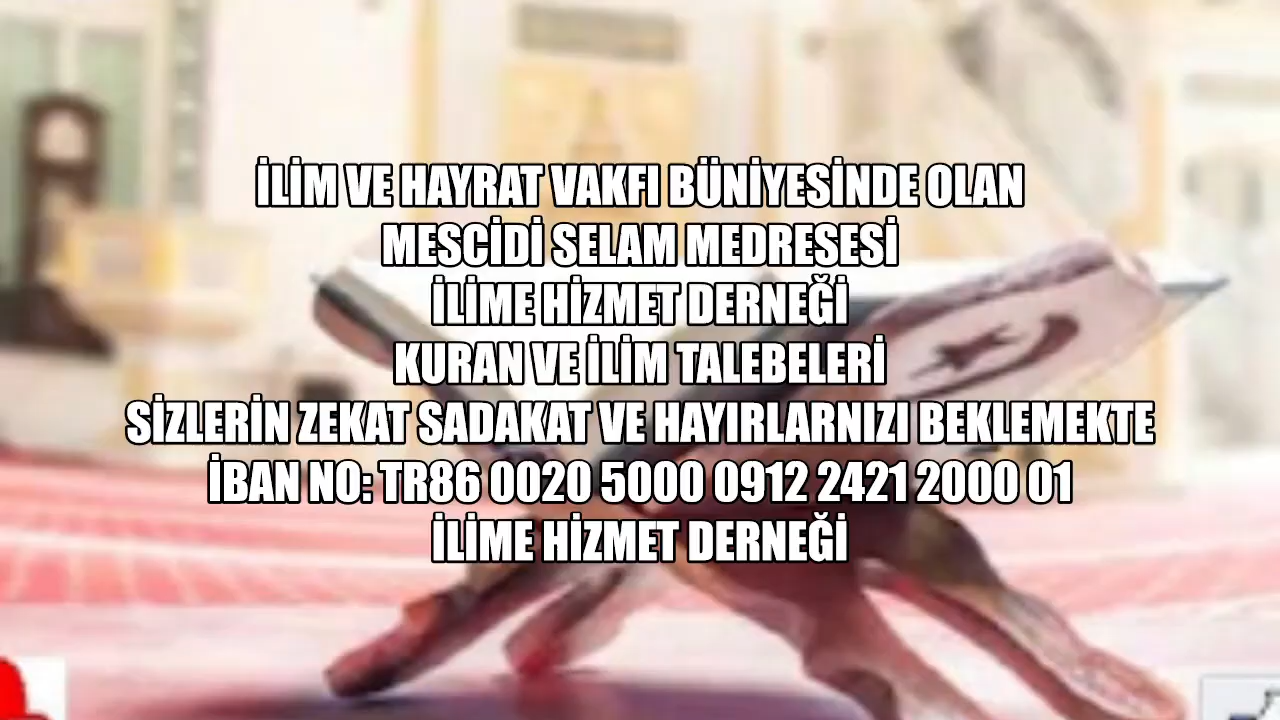 İLİM VE HAYRAT VAKFI BÜNİYESİNDE OLAN
MESCİDİ SELAM MEDRESESİ
İLİME HİZMET DERNEĞİ
KURAN VE İLİM TALEBELERİ
SİZLERİN ZEKAT SADAKAT VE HAYIRLARNIZI BEKLEMEKTE
İBAN NO: TR86 0020 5000 0912 2421 2000 01
İLİME HİZMET DERNEĞİ